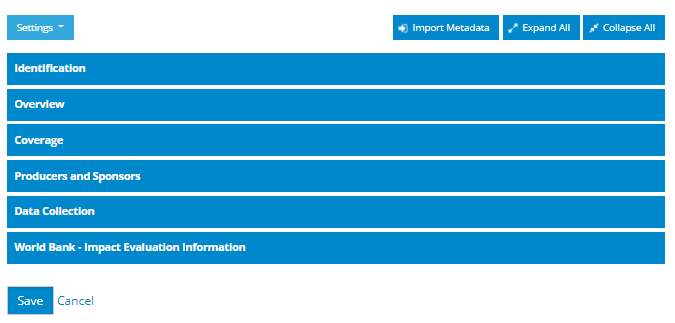 Settings
Import Metadata
Expand All
Collapse All
Identification
Overview
Coverage
Producers and Sponsors
Data Collection
World Bank - Impact Evaluation Information
Save Cancel